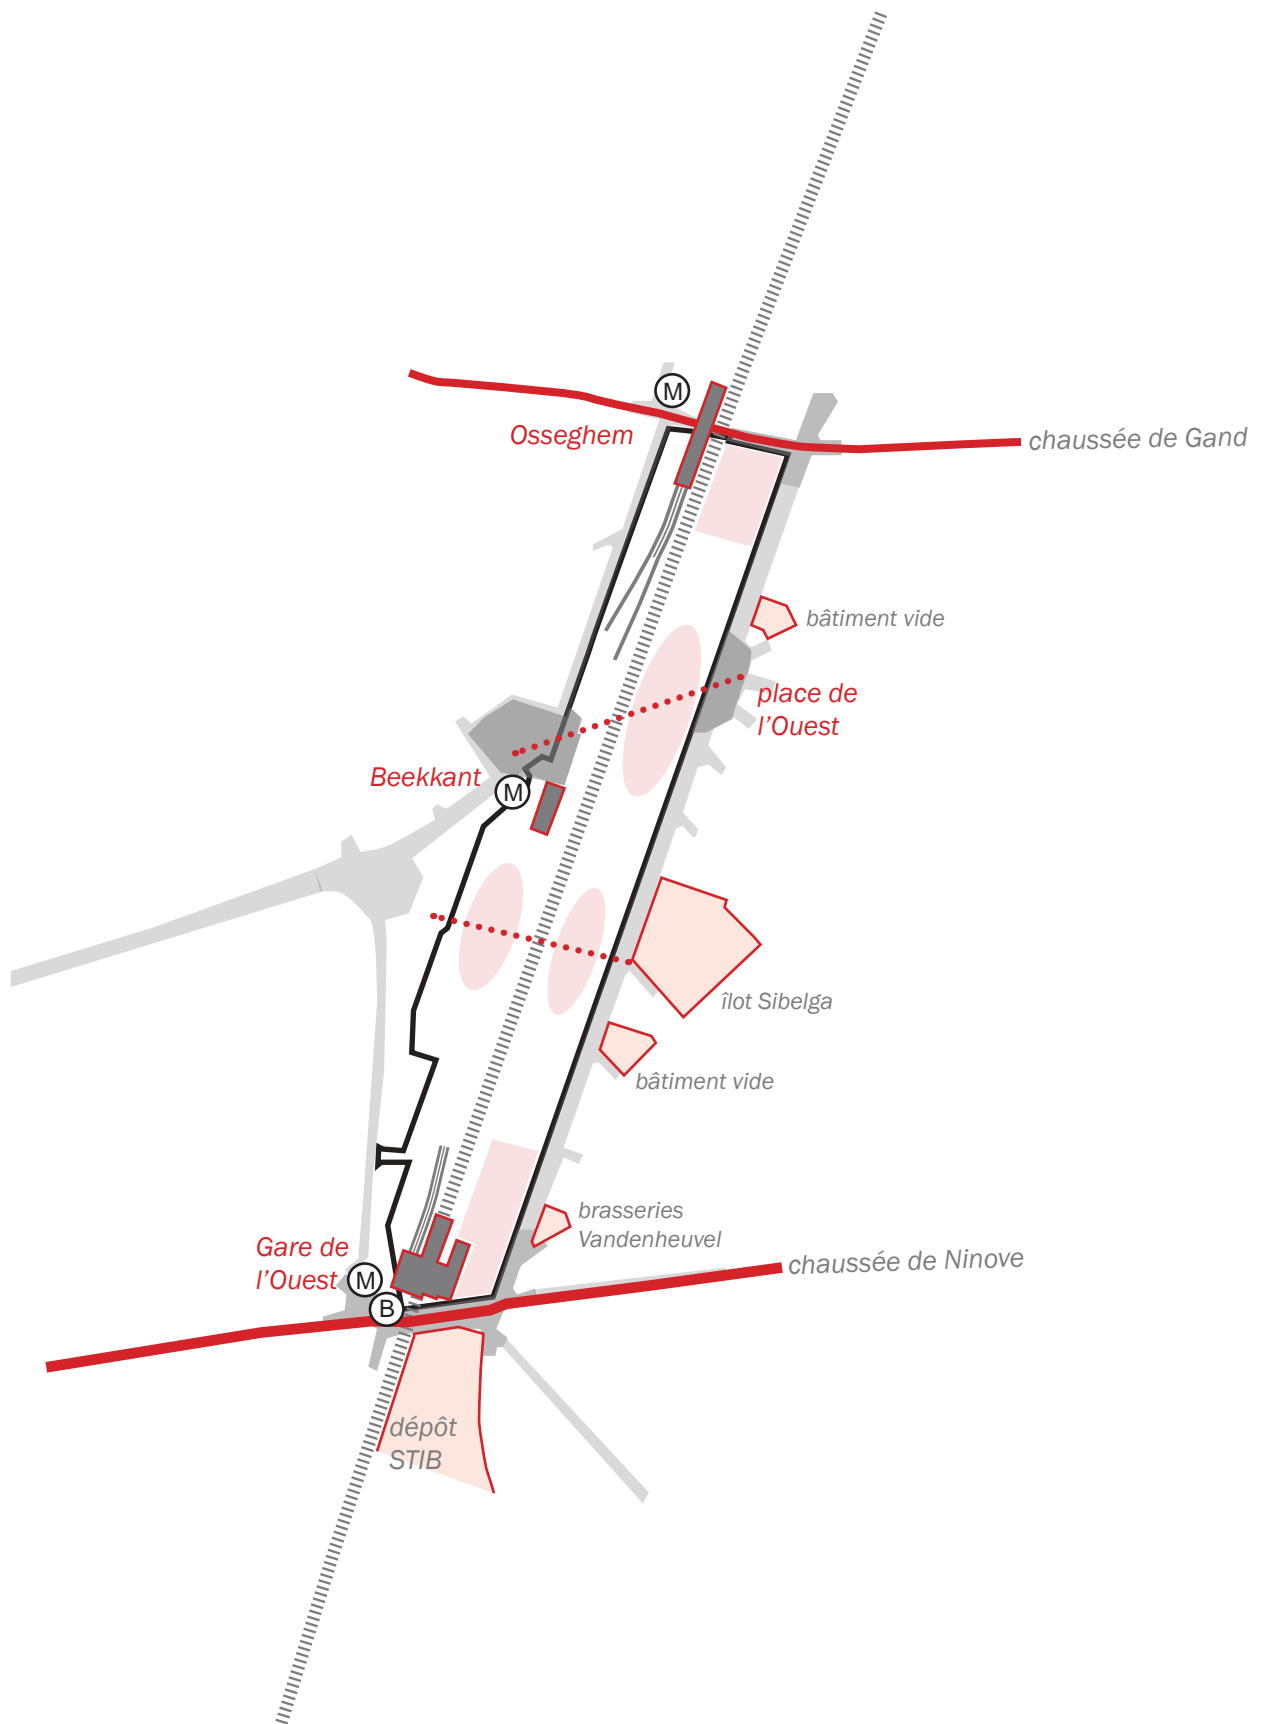 M
Osseghem
chaussée de Gand
bâtiment vide
place de
l'Ouest
Beekkant
M
îlot Sibelga
bâtiment vide
brasseries
Vandenheuvel
Gare de
l'Ouest
M
chaussée de Ninove
B
dépôt
STIB